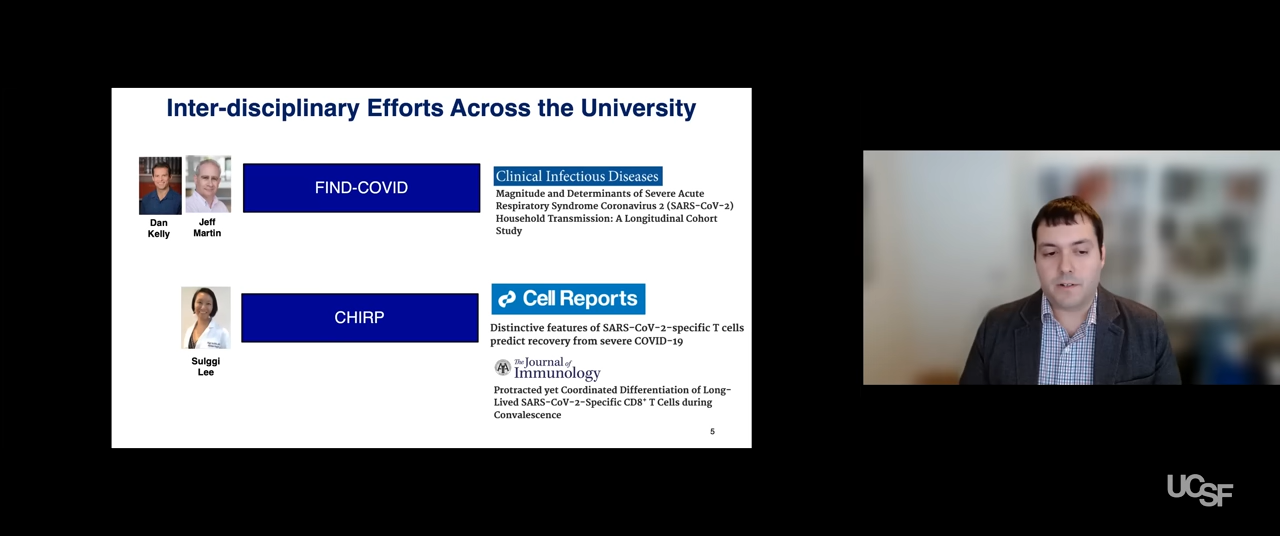 Inter-disciplinary Efforts Across the University
Dan
Kelly
Jeff
Martin
FIND-COVID
Clinical Infectious Diseases
Magnitude and Determinants of Severe Acute
Respiratory Syndrome Coronavirus 2 (SARS-CoV-2)
Household Transmission: A Longitudinal Cohort
Study
Sulggi
Lee
CHIRP
Cell Reports
Distinctive features of SARS-CoV-2-specific T cells
predict recovery from severe COVID-19
The Journal of
Immunology
Protracted yet Coordinated Differentiation of Long-
Lived SARS-CoV-2-Specific CD8⁺ T Cells during
Convalescence
5
UCSF